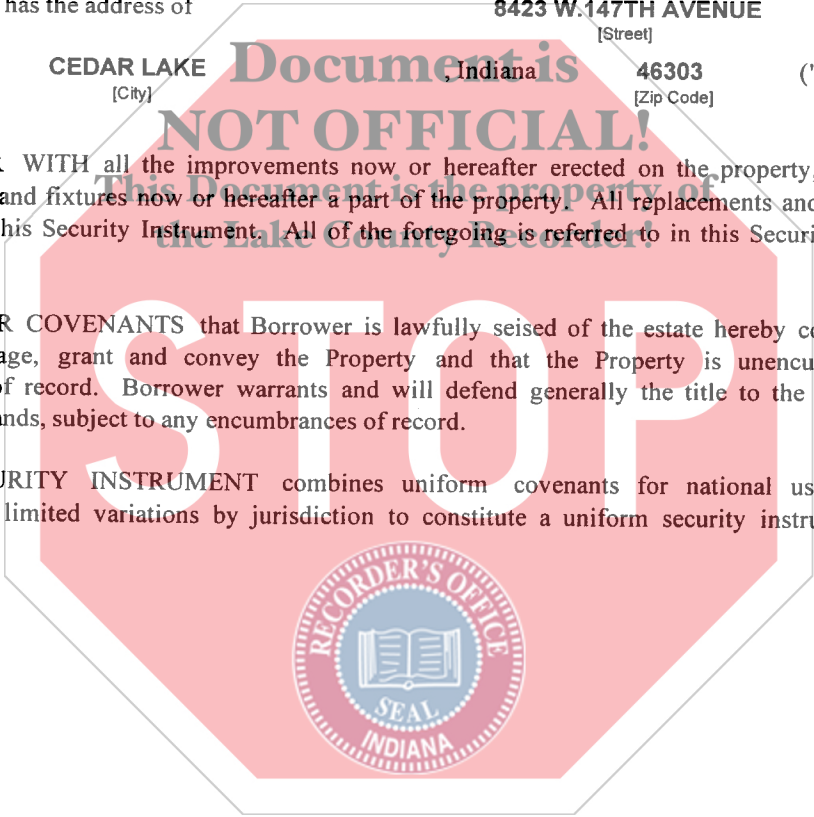 has the address of 8423 W.147TH AVENUE
[Street]
CEDAR LAKE , Indiana 46303 ("
[City] [Zip Code]
Document is
NOT OFFICIAL!
This Document is the property of
the Lake County Recorder!
WITH all the improvements now or hereafter erected on the property,
and fixtures now or hereafter a part of the property. All replacements and
his Security Instrument. All of the foregoing is referred to in this Securi
R COVENANTS that Borrower is lawfully seised of the estate hereby co
age, grant and convey the Property and that the Property is unencu
of record. Borrower warrants and will defend generally the title to the
nds, subject to any encumbrances of record.
URITY INSTRUMENT combines uniform covenants for national us
limited variations by jurisdiction to constitute a uniform security instru
STOP
RECORDER'S OFFICE
SEAL
INDIANA